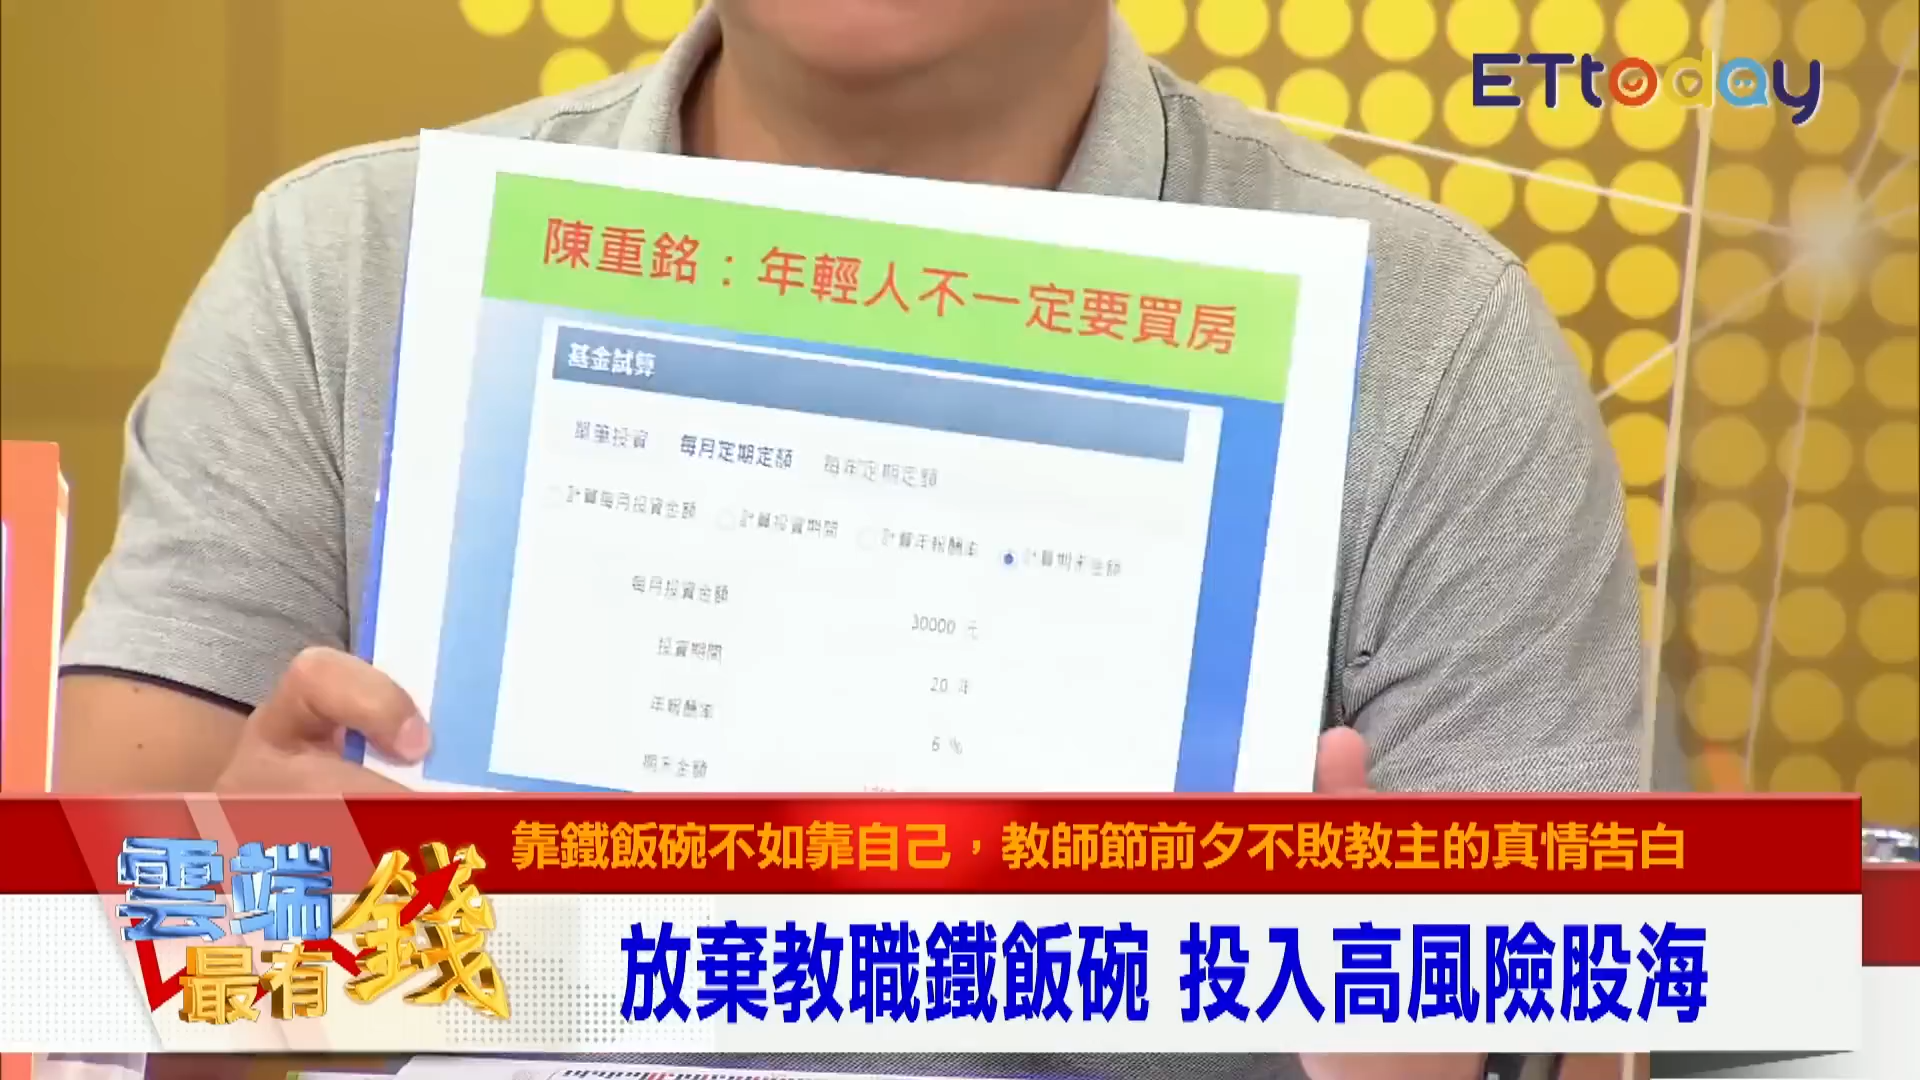 ETtoday
陳重銘：年輕人不一定要買房
基金試算
單筆投資 每月定期定額 每年定期定額
計算每月投資金額 計算投資期間 計算年報酬率 計算期末金額
每月投資金額 30000 元
投資期間 20 年
年報酬率 6 %
期末金額
靠鐵飯碗不如靠自己，教師節前夕不敗教主的真情告白
雲端最有錢
放棄教職鐵飯碗 投入高風險股海